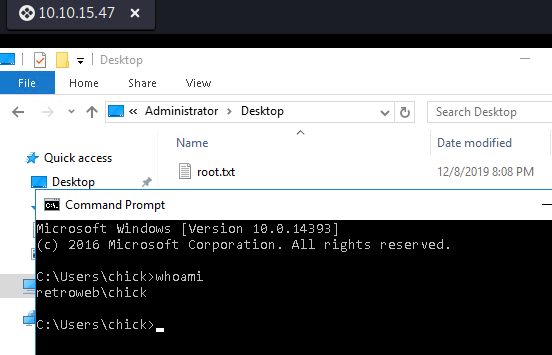 10.10.15.47
Desktop
File Home Share View
« Administrator › Desktop Search Desktop
Name Date modified
Quick access
Desktop
root.txt 12/8/2019 8:08 PM
Command Prompt
Microsoft Windows [Version 10.0.14393]
(c) 2016 Microsoft Corporation. All rights reserved.
C:\Users\chick>whoami
retroweb\chick
C:\Users\chick>